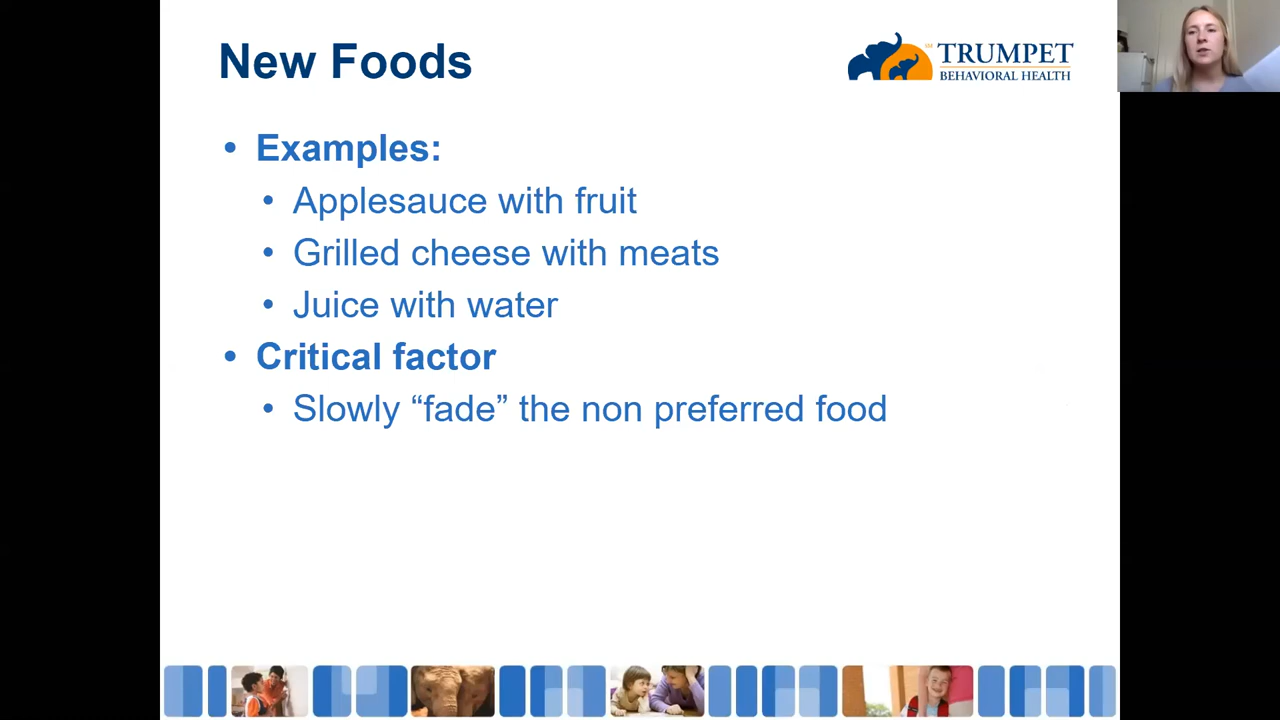 New Foods
TRUMPET
BEHAVIORAL HEALTH
• Examples:
• Applesauce with fruit
• Grilled cheese with meats
• Juice with water
• Critical factor
• Slowly “fade” the non preferred food